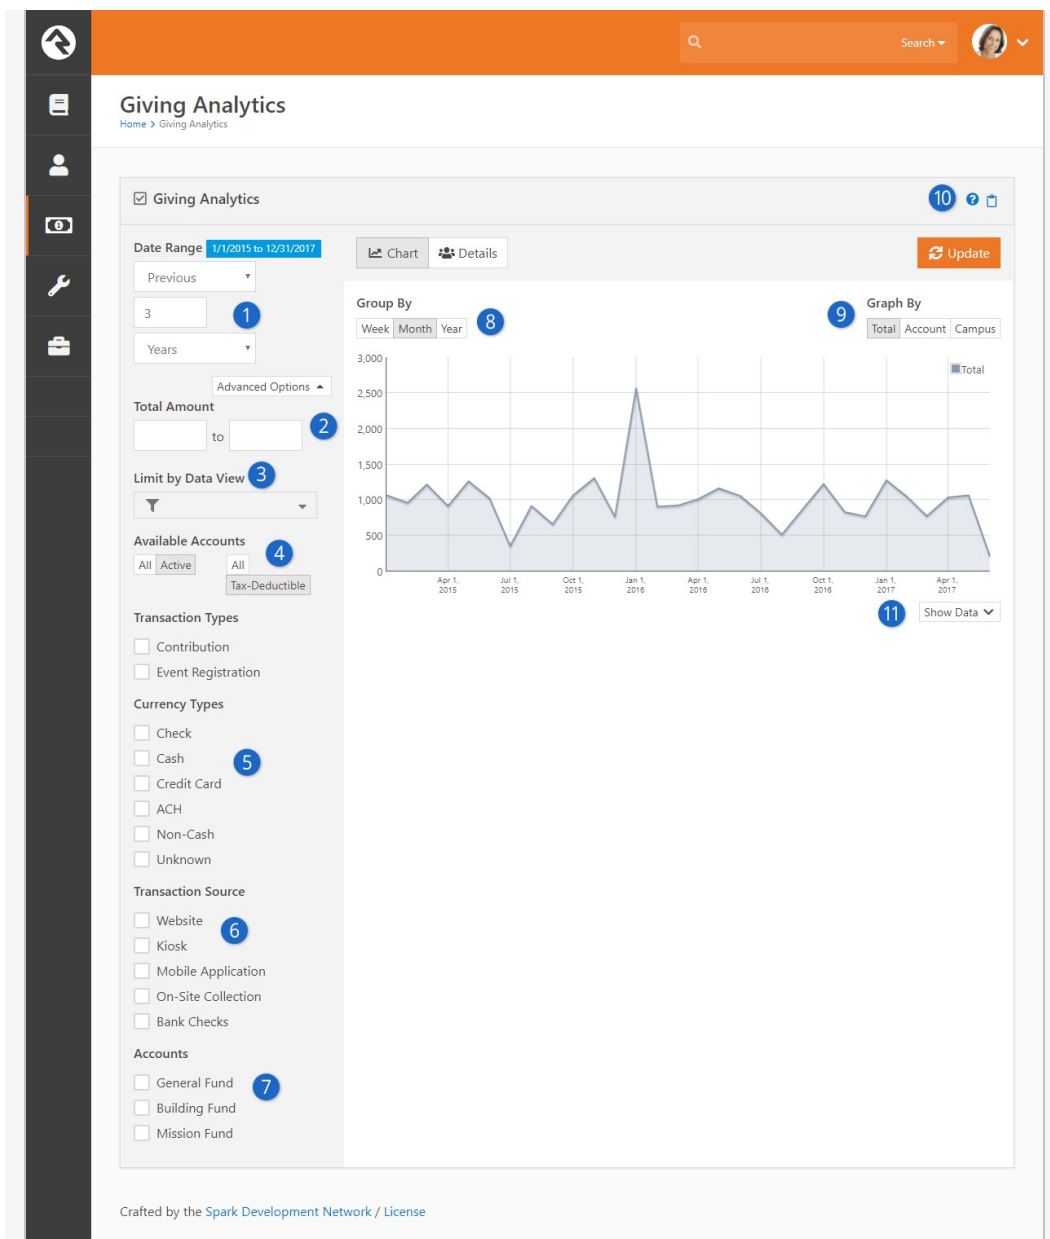 Search
Giving Analytics
Home > Giving Analytics
Giving Analytics
10
Date Range 1/1/2015 to 12/31/2017
Chart Details
Update
Previous
3
1
Years
Group By
Week Month Year
8
9
Graph By
Total Account Campus
Advanced Options
Total Amount
to
2
Limit by Data View
3
Available Accounts
All Active
All
Tax-Deductible
4
Transaction Types
Contribution
Event Registration
Currency Types
Check
Cash
5
Credit Card
ACH
Non-Cash
Unknown
Transaction Source
Website
6
Kiosk
Mobile Application
On-Site Collection
Bank Checks
Accounts
General Fund
7
Building Fund
Mission Fund
3,000
2,500
2,000
1,500
1,000
500
0
Total
Apr 1, 2015
Jul 1, 2015
Oct 1, 2015
Jan 1, 2016
Apr 1, 2016
Jul 1, 2016
Oct 1, 2016
Jan 1, 2017
Apr 1, 2017
11
Show Data
Crafted by the Spark Development Network / License